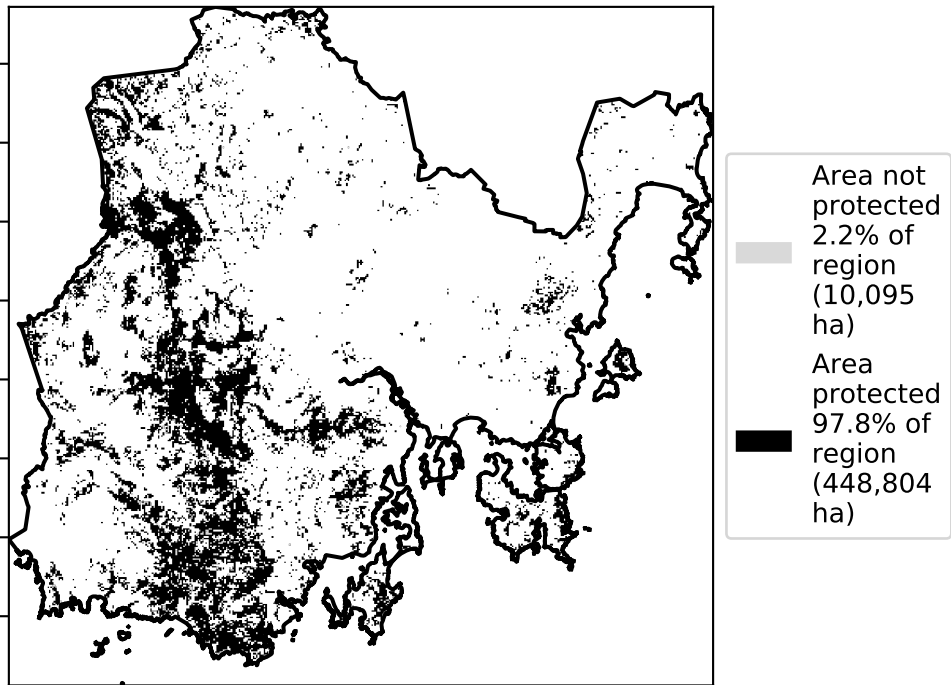 Area not
protected
2.2% of
region
(10,095
ha)
Area
protected
97.8% of
region
(448,804
ha)